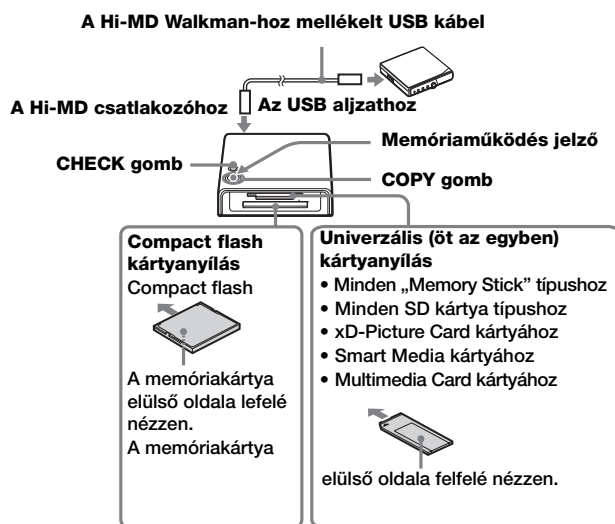 A Hi-MD Walkman-hoz mellékelt USB kábel
A Hi-MD csatlakozóhoz
Az USB aljzathoz
Memóriaműködés jelző
CHECK gomb
COPY gomb
Compact flash
kártyanyílás
Compact flash
A memóriakártya
elülső oldala lefelé
nézzen.
A memóriakártya
Univerzális (öt az egyben)
kártyanyílás
• Minden „Memory Stick” típushoz
• Minden SD kártya típushoz
• xD-Picture Card kártyához
• Smart Media kártyához
• Multimedia Card kártyához
elülső oldala felfelé nézzen.